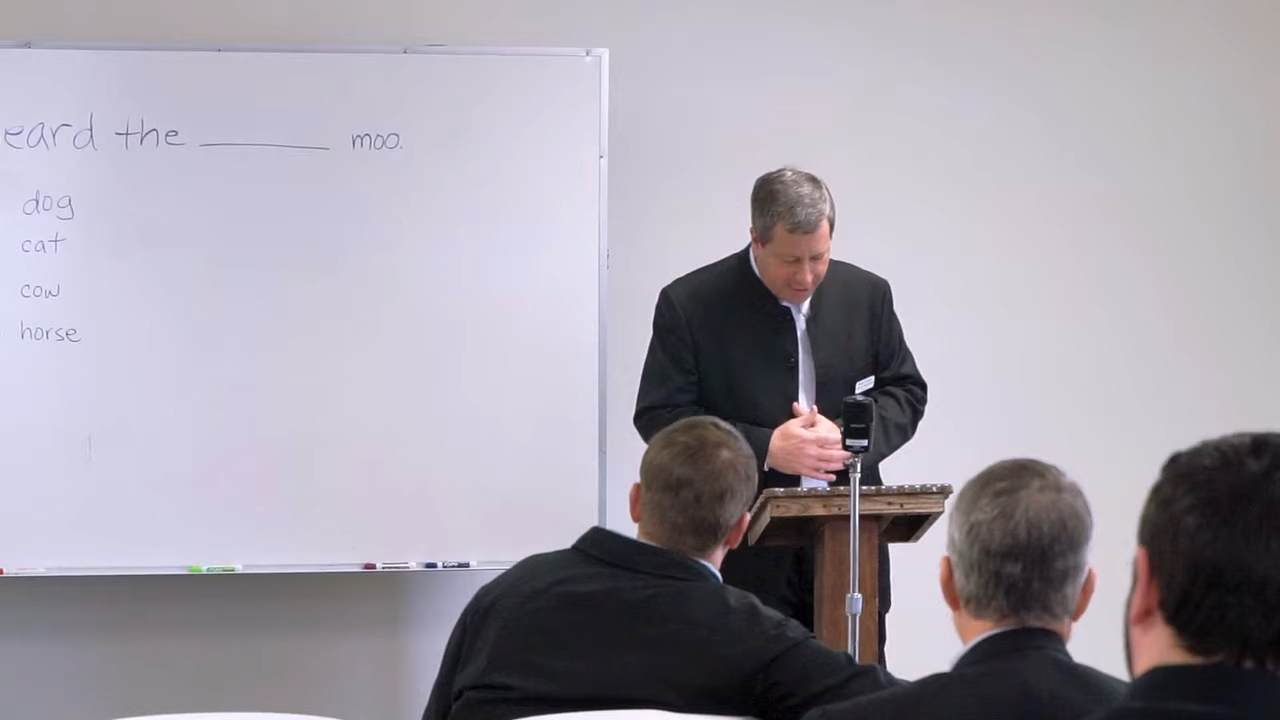 eard the ______ moo.
dog
cat
cow
horse